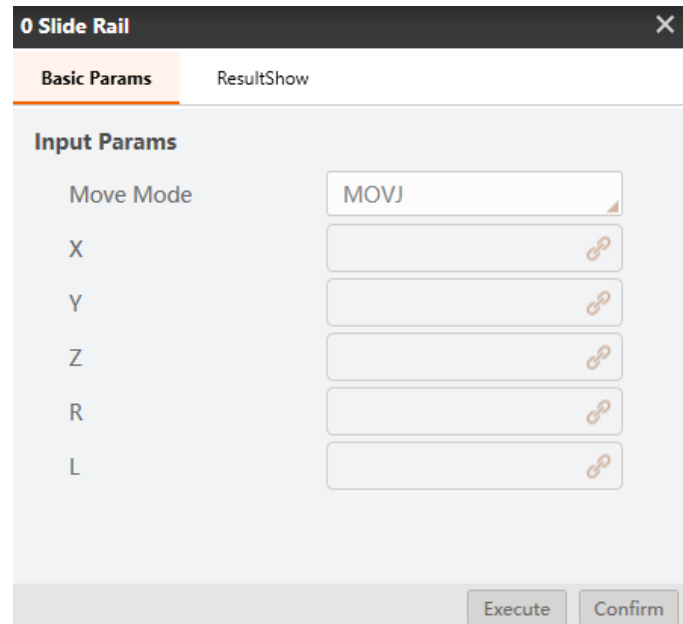 0 Slide Rail
Basic Params ResultShow
Input Params
Move Mode MOVJ
X
Y
Z
R
L
Execute Confirm